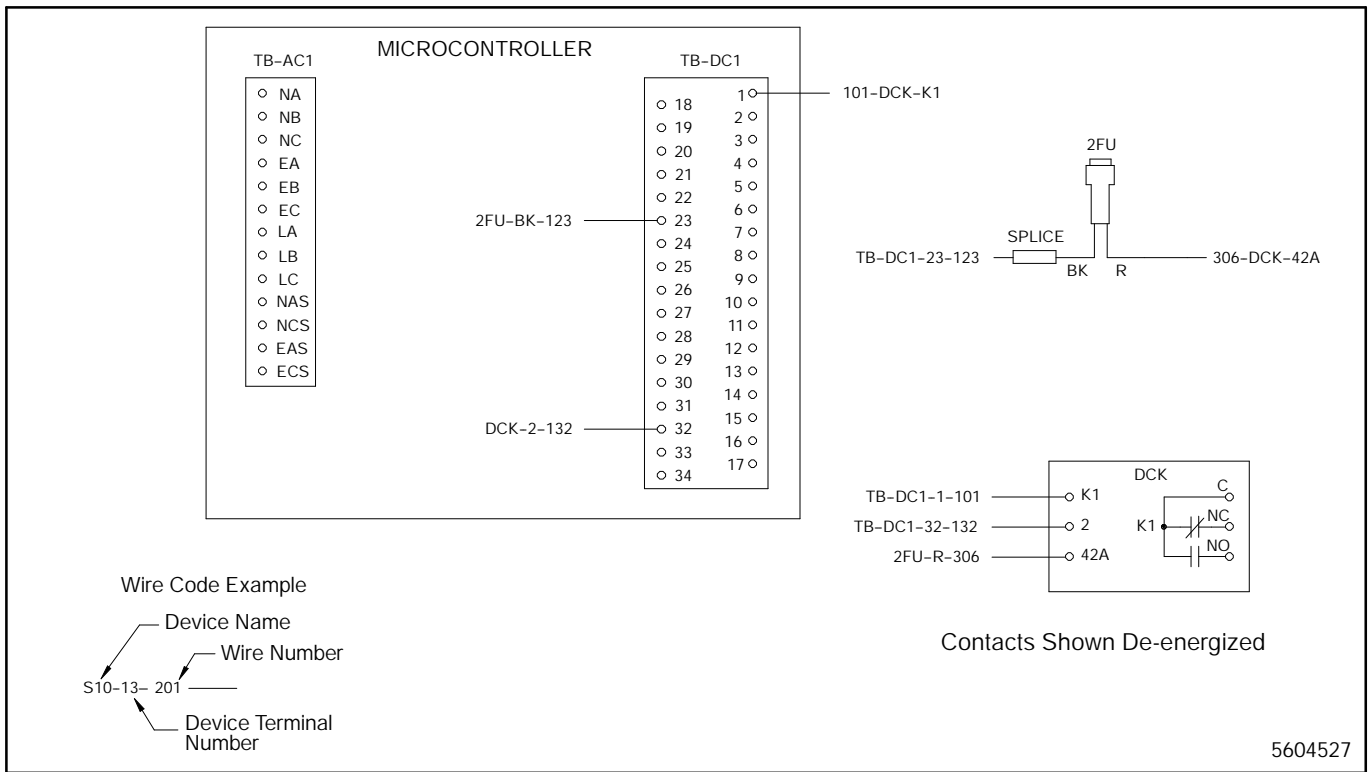 MICROCONTROLLER
TB-AC1
NA
NB
NC
EA
EB
EC
LA
LB
LC
NAS
NCS
EAS
ECS
TB-DC1
18
19
20
21
22
23
24
25
26
27
28
29
30
31
32
33
34
1
2
3
4
5
6
7
8
9
10
11
12
13
14
15
16
17
101-DCK-K1
2FU-BK-123
DCK-2-132
2FU
SPLICE
TB-DC1-23-123
BK
R
306-DCK-42A
DCK
TB-DC1-1-101
K1
TB-DC1-32-132
2
2FU-R-306
42A
K1
C
NC
NO
Contacts Shown De-energized
Wire Code Example
Device Name
Wire Number
S10-13- 201
Device Terminal
Number
5604527